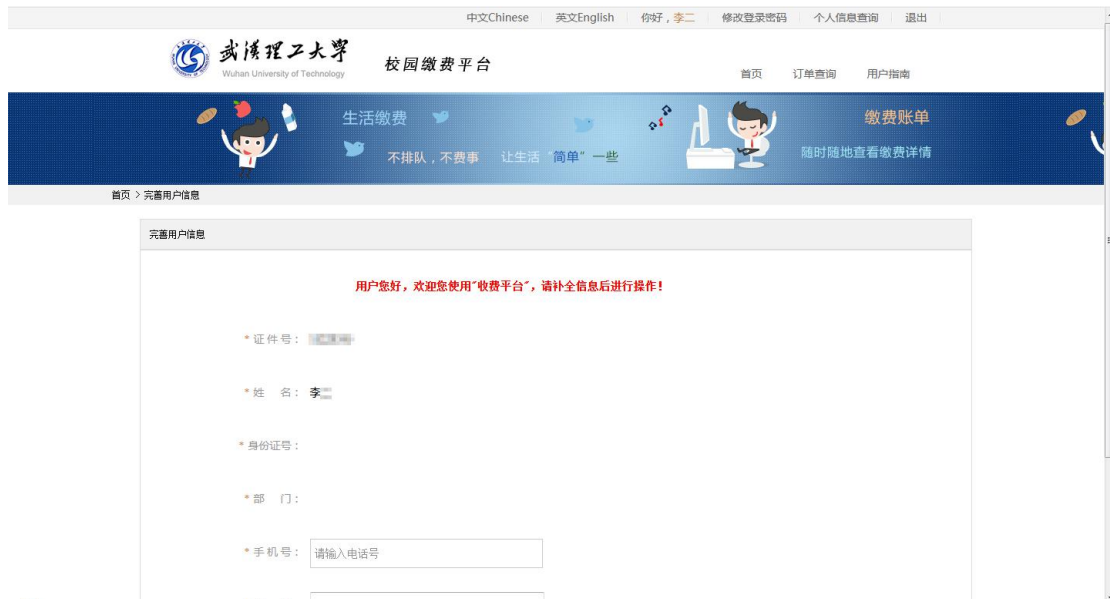 中文Chinese 英文English 你好，李二 修改登录密码 个人信息查询 退出
武汉理工大学
Wuhan University of Technology
校园缴费平台
首页 订单查询 用户指南
生活缴费
不排队，不费事 让生活“简单”一些
缴费账单
随时随地查看缴费详情
首页 > 完善用户信息
完善用户信息
用户您好，欢迎您使用"收费平台"，请补全信息后进行操作！
*证件号：
*姓 名：李
*身份证号：
*部 门：
*手机号：请输入电话号